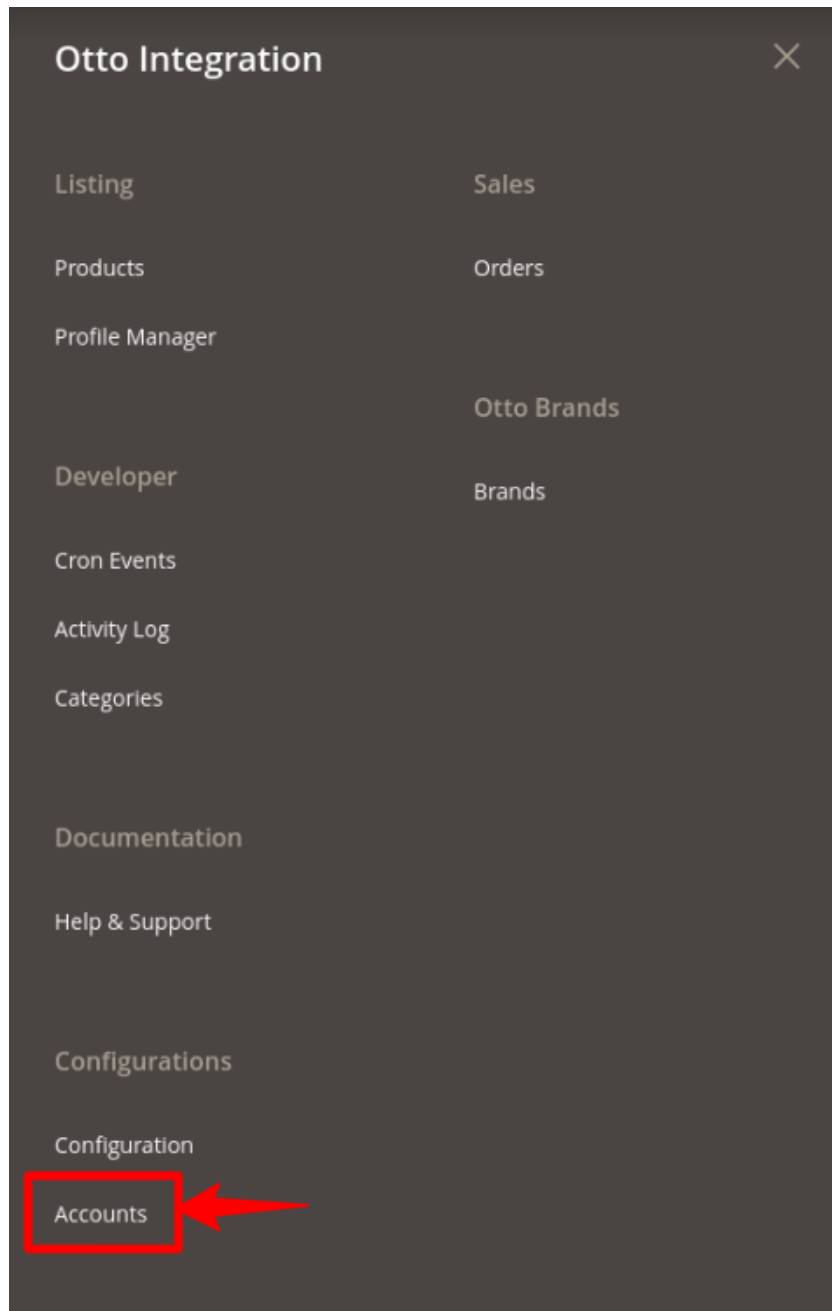 Otto Integration
Listing
Products
Profile Manager
Developer
Cron Events
Activity Log
Categories
Documentation
Help & Support
Configurations
Configuration
Accounts
Sales
Orders
Otto Brands
Brands